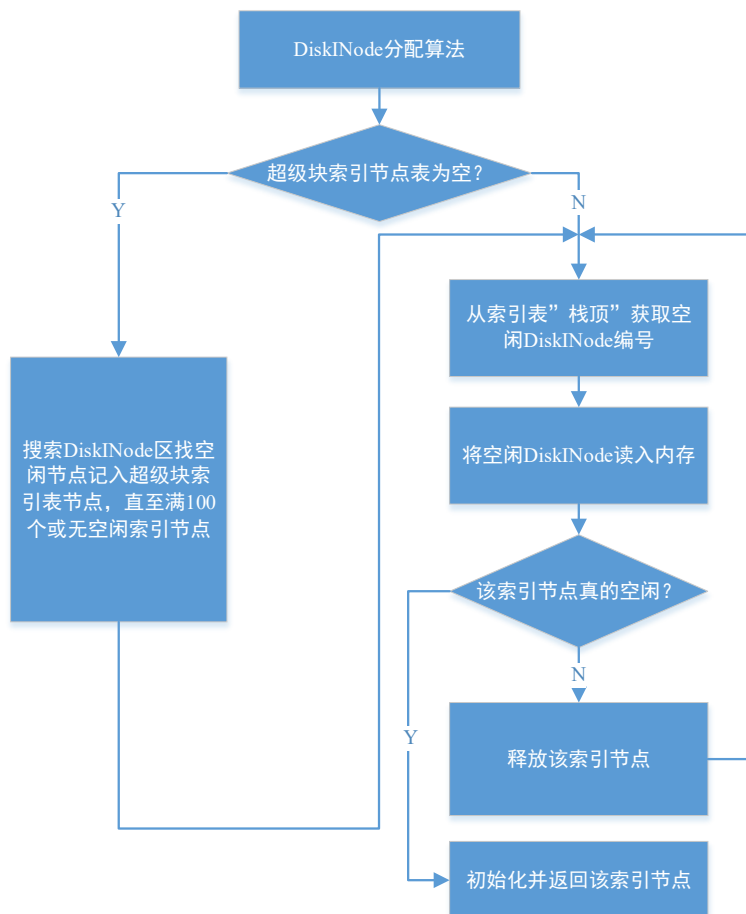 DiskINode分配算法
超级块索引节点表为空?
Y
N
从索引表”栈顶”获取空
闲DiskINode编号
搜索DiskINode区找空
闲节点记入超级块索
引表节点，直至满100
个或无空闲索引节点
将空闲DiskINode读入内存
该索引节点真的空闲?
N
Y
释放该索引节点
初始化并返回该索引节点